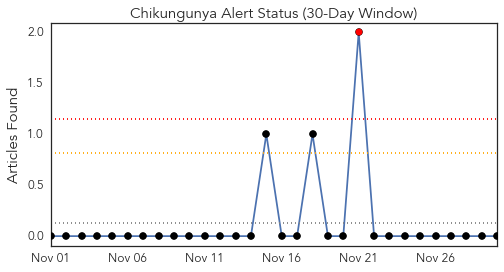 Chikungunya Alert Status (30-Day Window)
Articles Found
2.0
1.5
1.0
0.5
0.0
Nov 01 Nov 06 Nov 11 Nov 16 Nov 21 Nov 26